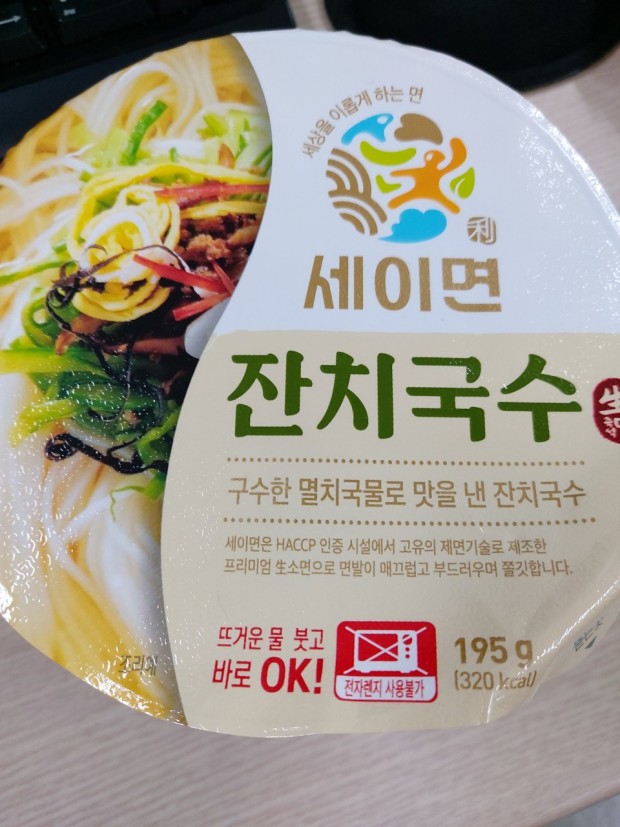 세상을 이롭게 하는 면
利
세이면
잔치국수
生
구수한 멸치국물로 맛을 낸 잔치국수
세이면은 HACCP 인증 시설에서 고유의 제면기술로 제조한
프리미엄 生소면으로 면발이 매끄럽고 부드러우며 쫄깃합니다.
뜨거운 물 붓고
바로 OK!
전자렌지 사용불가
195 g
(320 kcal)
조리예